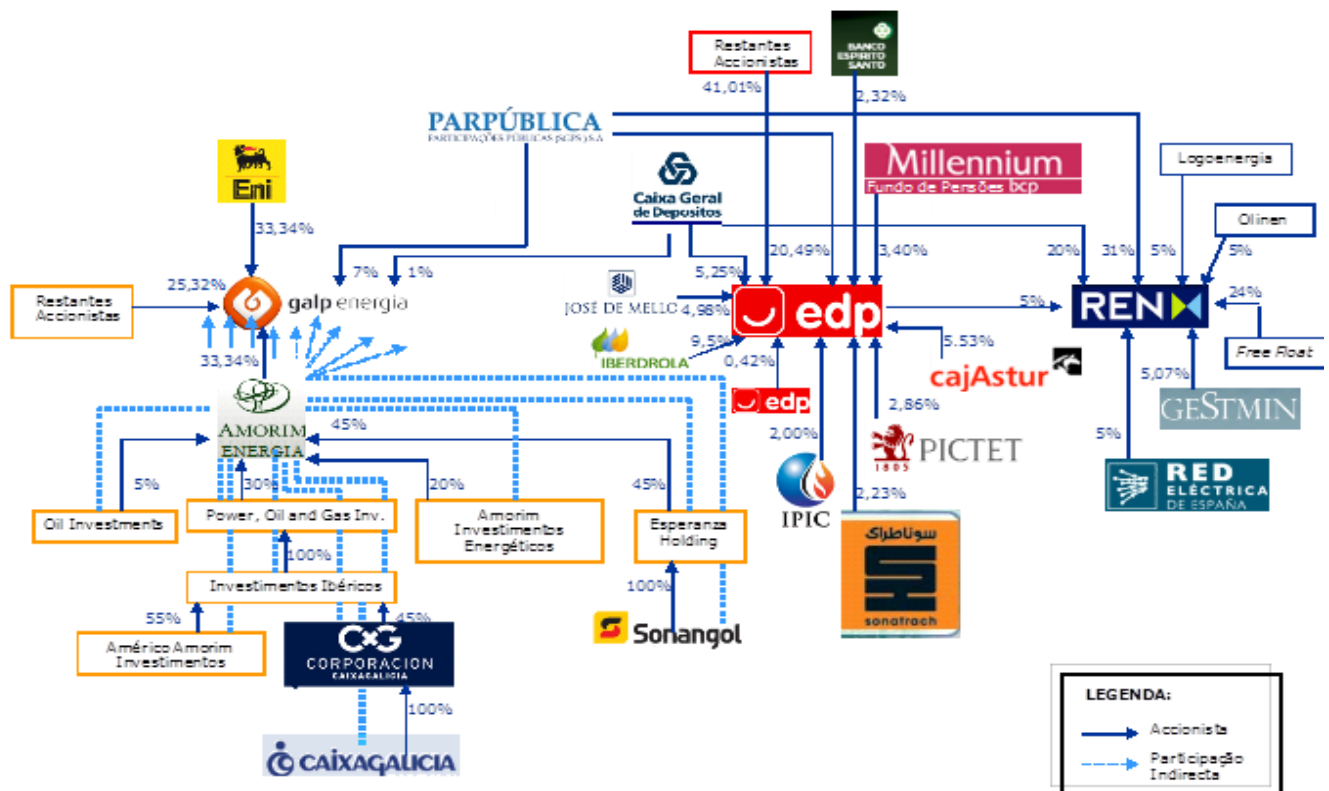 Restantes
Accionistas
BANCO
ESPIRITO
SANTO
41,01%
2,32%
PARPÚBLICA
PARTICIPAÇÕES PÚBLICAS (SGPS) S.A
Eni
Caixa Geral
de Depositos
Millennium
Fundo de Pensões bcp
Logoenergia
Olinen
33,34%
20,49%
3,40%
20%
31%
5%
5%
25,32%
7%
1%
5,25%
Restantes
Accionistas
galp energia
JOSÉ DE MELLO
4,98%
edp
5%
REN
24%
33,34%
IBERDROLA
9,5%
0,42%
5.53%
cajAstur
Free Float
edp
5,07%
GESTMIN
AMORIM
ENERGIA
45%
2,00%
2,86%
1805
PICTET
5%
RED
ELÉCTRICA
DE ESPAÑA
5%
30%
20%
45%
IPIC
2,23%
Oil Investments
Power, Oil and Gas Inv.
Amorim
Investimentos
Energéticos
Esperanza
Holding
سوناطراك
sonatrach
100%
Investimentos Ibéricos
100%
55%
45%
Sonangol
Américo Amorim
Investimentos
CxG
CORPORACION
CAIXAGALICIA
100%
CAIXAGALICIA
LEGENDA:
Accionista
Participação
Indirecta